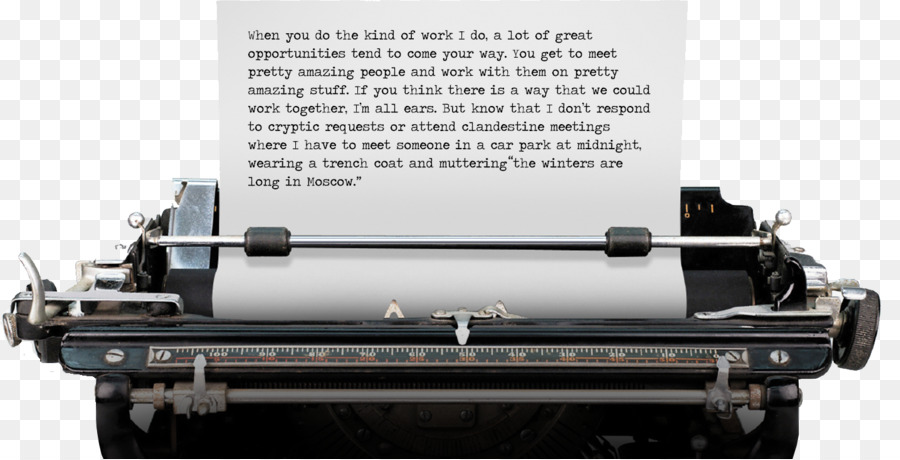 When you do the kind of work I do, a lot of great
opportunities tend to come your way. You get to meet
pretty amazing people and work with them on pretty
amazing stuff. If you think there is a way that we could
work together, I'm all ears. But know that I don't respond
to cryptic requests or attend clandestine meetings
where I have to meet someone in a car park at midnight,
wearing a trench coat and muttering“the winters are
long in Moscow.”